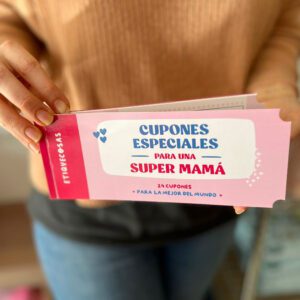 ETIQUECOSAS
CUPONES
ESPECIALES
PARA UNA
SUPER MAMÁ
24 CUPONES
PARA LA MEJOR DEL MUNDO